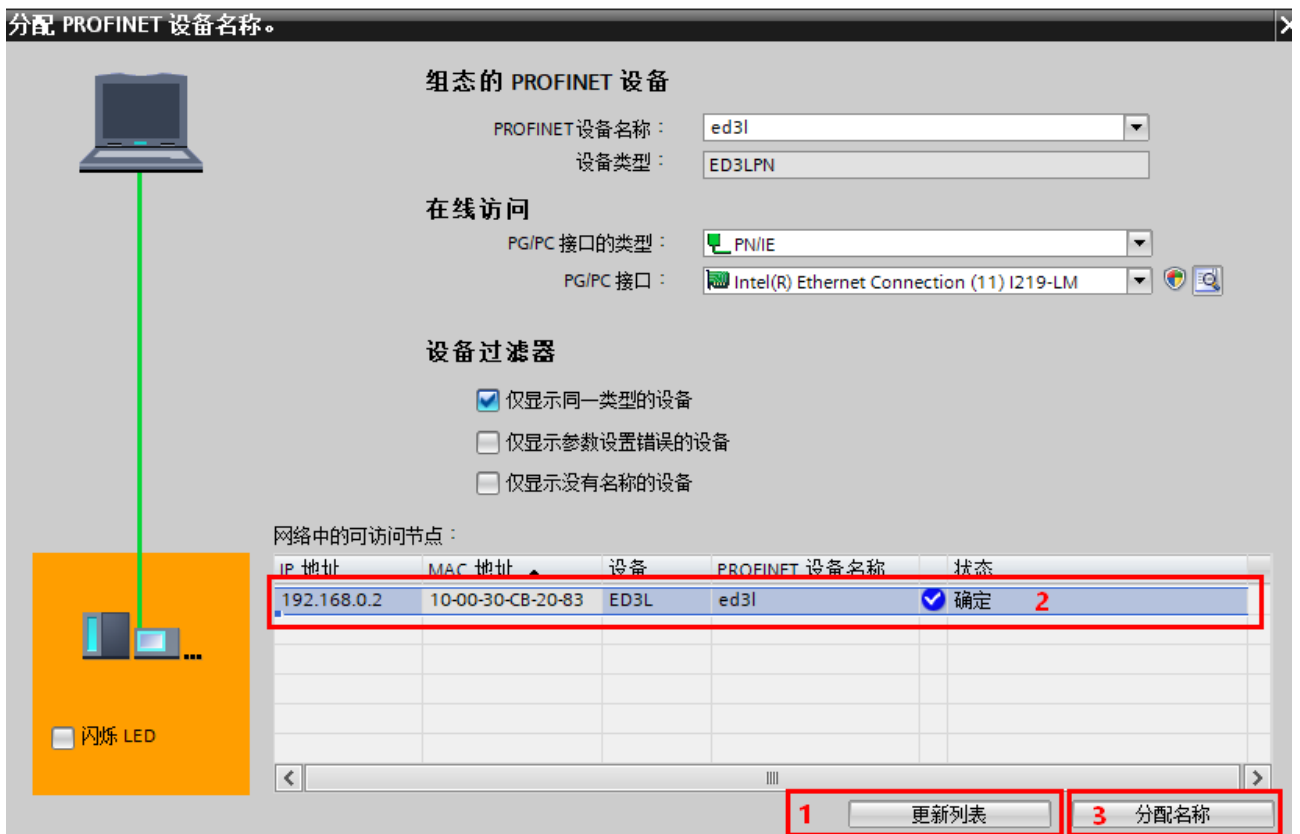 分配 PROFINET 设备名称。
组态的 PROFINET 设备
PROFINET设备名称： ed3l
设备类型： ED3LPN
在线访问
PG/PC 接口的类型： PN/IE
PG/PC 接口： Intel(R) Ethernet Connection (11) I219-LM
设备过滤器
仅显示同一类型的设备
仅显示参数设置错误的设备
仅显示没有名称的设备
网络中的可访问节点：
IP 地址 MAC 地址 设备 PROFINET 设备名称 状态
192.168.0.2 10-00-30-CB-20-83 ED3L ed3l 确定 2
闪烁 LED
1 更新列表 3 分配名称